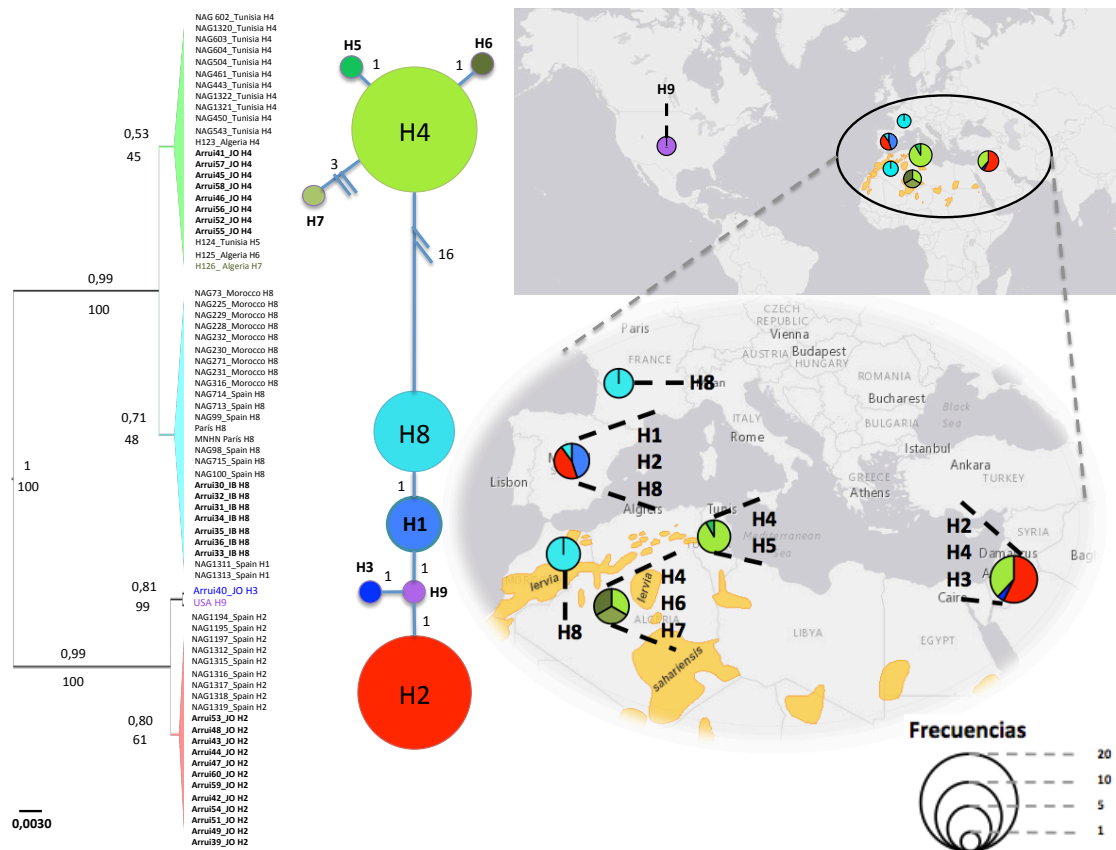 NAG 602_Tunisia H4
NAG1320_Tunisia H4
NAG603_Tunisia H4
NAG604_Tunisia H4
NAG504_Tunisia H4
NAG461_Tunisia H4
NAG443_Tunisia H4
NAG1322_Tunisia H4
NAG1321_Tunisia H4
NAG450_Tunisia H4
NAG543_Tunisia H4
H123_Algeria H4
Arrui41_JO H4
Arrui57_JO H4
Arrui45_JO H4
Arrui58_JO H4
Arrui46_JO H4
Arrui56_JO H4
Arrui52_JO H4
Arrui55_JO H4
H124_Tunisia H5
H125_Algeria H6
H126_ Algeria H7
NAG73_Morocco H8
NAG225_Morocco H8
NAG229_Morocco H8
NAG228_Morocco H8
NAG232_Morocco H8
NAG230_Morocco H8
NAG271_Morocco H8
NAG231_Morocco H8
NAG316_Morocco H8
NAG714_Spain H8
NAG713_Spain H8
NAG99_Spain H8
París H8
MNHN París H8
NAG98_Spain H8
NAG715_Spain H8
NAG100_Spain H8
Arrui30_IB H8
Arrui32_IB H8
Arrui31_IB H8
Arrui34_IB H8
Arrui35_IB H8
Arrui36_IB H8
Arrui33_IB H8
NAG1311_Spain H1
NAG1313_Spain H1
Arrui40_JO H3
USA H9
NAG1194_Spain H2
NAG1195_Spain H2
NAG1197_Spain H2
NAG1312_Spain H2
NAG1315_Spain H2
NAG1316_Spain H2
NAG1317_Spain H2
NAG1318_Spain H2
NAG1319_Spain H2
Arrui53_JO H2
Arrui48_JO H2
Arrui43_JO H2
Arrui44_JO H2
Arrui47_JO H2
Arrui60_JO H2
Arrui59_JO H2
Arrui42_JO H2
Arrui54_JO H2
Arrui51_JO H2
Arrui49_JO H2
Arrui39_JO H2
0,53
45
0,99
100
0,71
48
1
100
0,81
99
0,99
100
0,80
61
0,0030
H5
1
1
H6
H4
3
H7
16
H8
1
H1
H3
1
1
H9
1
H2
H9
Paris
CZECH
REPUBLIC
Vienna
FRANCE
AUSTRIA
Budapest
HUNGARY
H8
ROMANIA
Bucharest
Black
Sea
BULGARIA
ITALY
Rome
Istanbul
Ankara
TURKEY
GREECE
Athens
Lisbon
H1
H2
H8
Algiers
Tunis
H4
H5
Mediterranean
Sea
SYRIA
Damascus
H2
H4
H3
Cairo
lervia
lervia
H4
H6
H7
ALGERIA
H8
LIBYA
EGYPT
sahariensis
Frecuencias
20
10
5
1